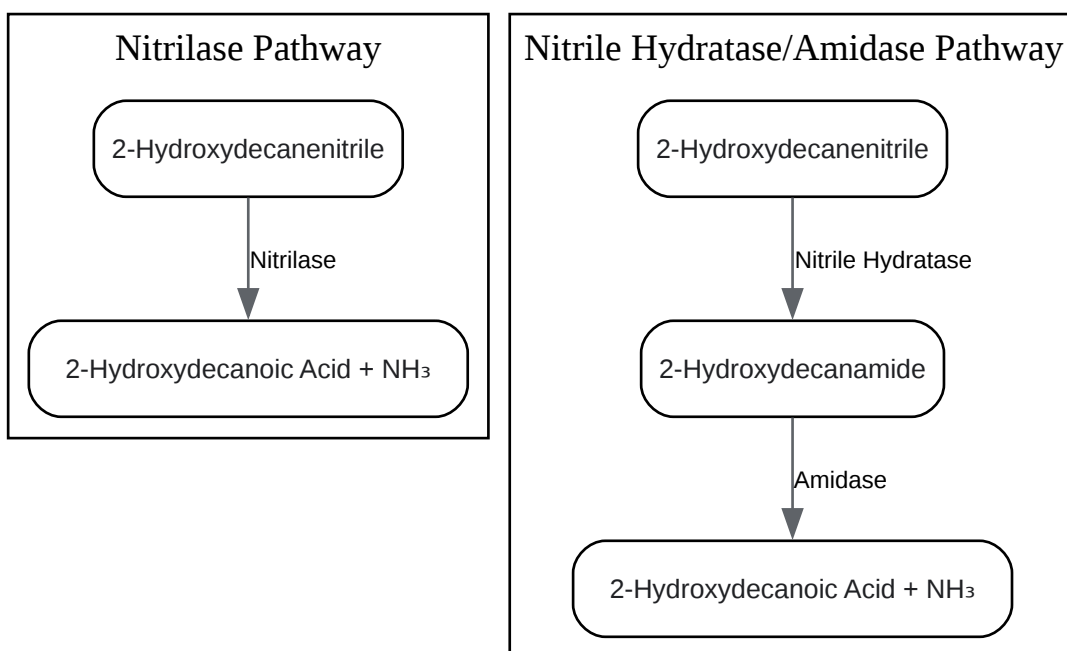 Nitrilase Pathway
2-Hydroxydecanenitrile
Nitrilase
2-Hydroxydecanoic Acid + NH₃
Nitrile Hydratase/Amidase Pathway
2-Hydroxydecanenitrile
Nitrile Hydratase
2-Hydroxydecanamide
Amidase
2-Hydroxydecanoic Acid + NH₃